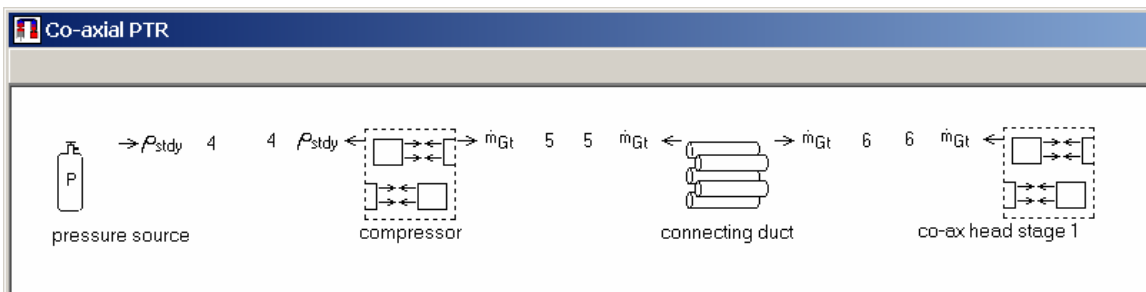 Co-axial PTR
→ρstdy 4 4 ρstdy← → ṁGt 5 5 ṁGt ← → ṁGt 6 6 ṁGt ←
P
pressure source compressor connecting duct co-ax head stage 1